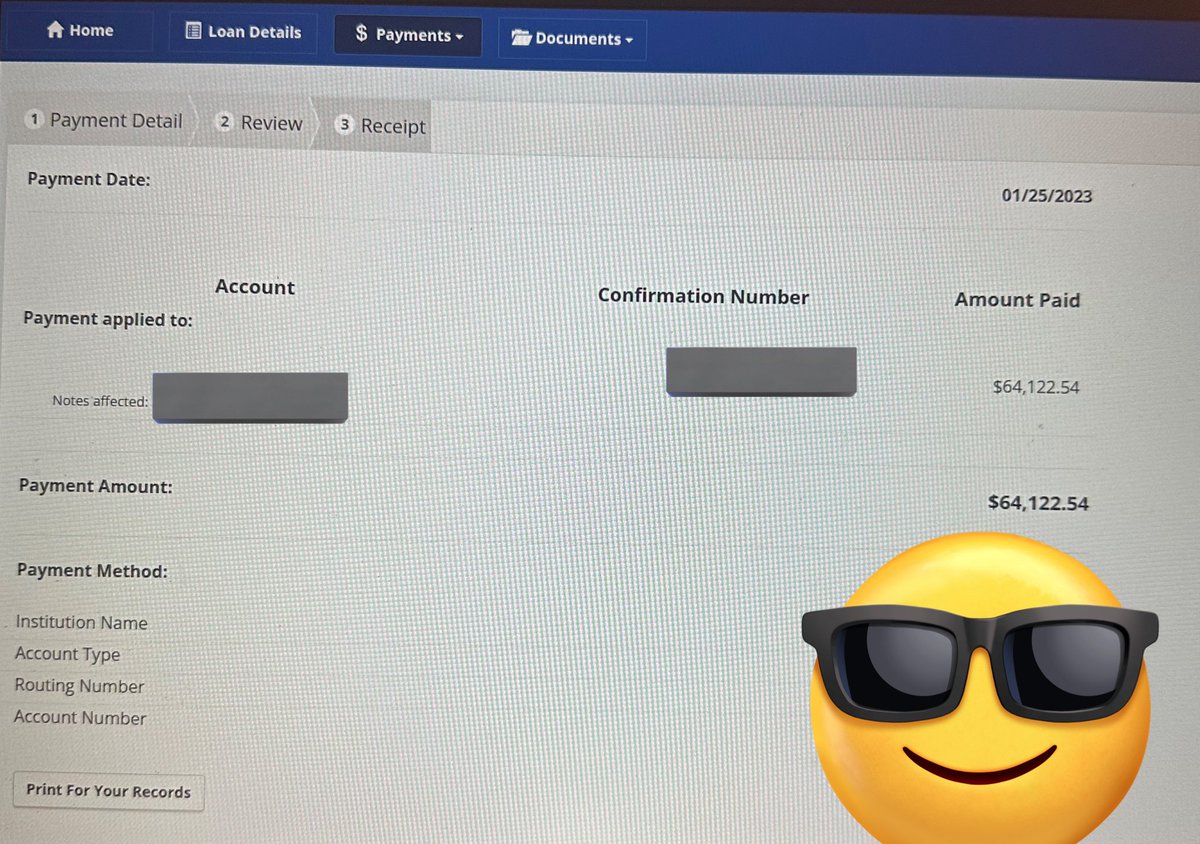 Home Loan Details $ Payments Documents
1 Payment Detail 2 Review 3 Receipt
Payment Date: 01/25/2023
Account Confirmation Number Amount Paid
Payment applied to:
Notes affected: $64,122.54
Payment Amount: $64,122.54
Payment Method:
Institution Name
Account Type
Routing Number
Account Number
Print For Your Records